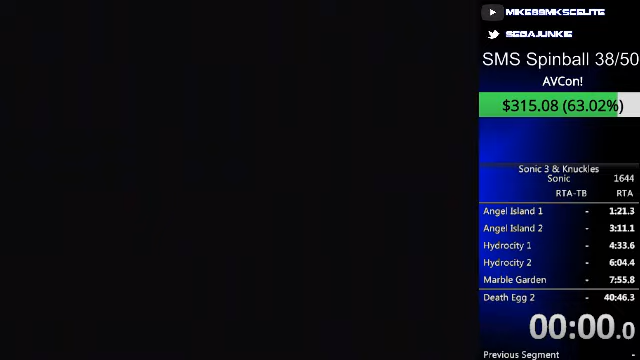 MIKE89MKSCELITE
SEGAJUNKIE
SMS Spinball 38/50
AVCon!
$315.08 (63.02%)
Sonic 3 & Knuckles
Sonic 1644
RTA-TB RTA
Angel Island 1 - 1:21.3
Angel Island 2 - 3:11.1
Hydrocity 1 - 4:33.6
Hydrocity 2 - 6:04.4
Marble Garden - 7:55.8
Death Egg 2 - 40:46.3
00:00.0
Previous Segment -